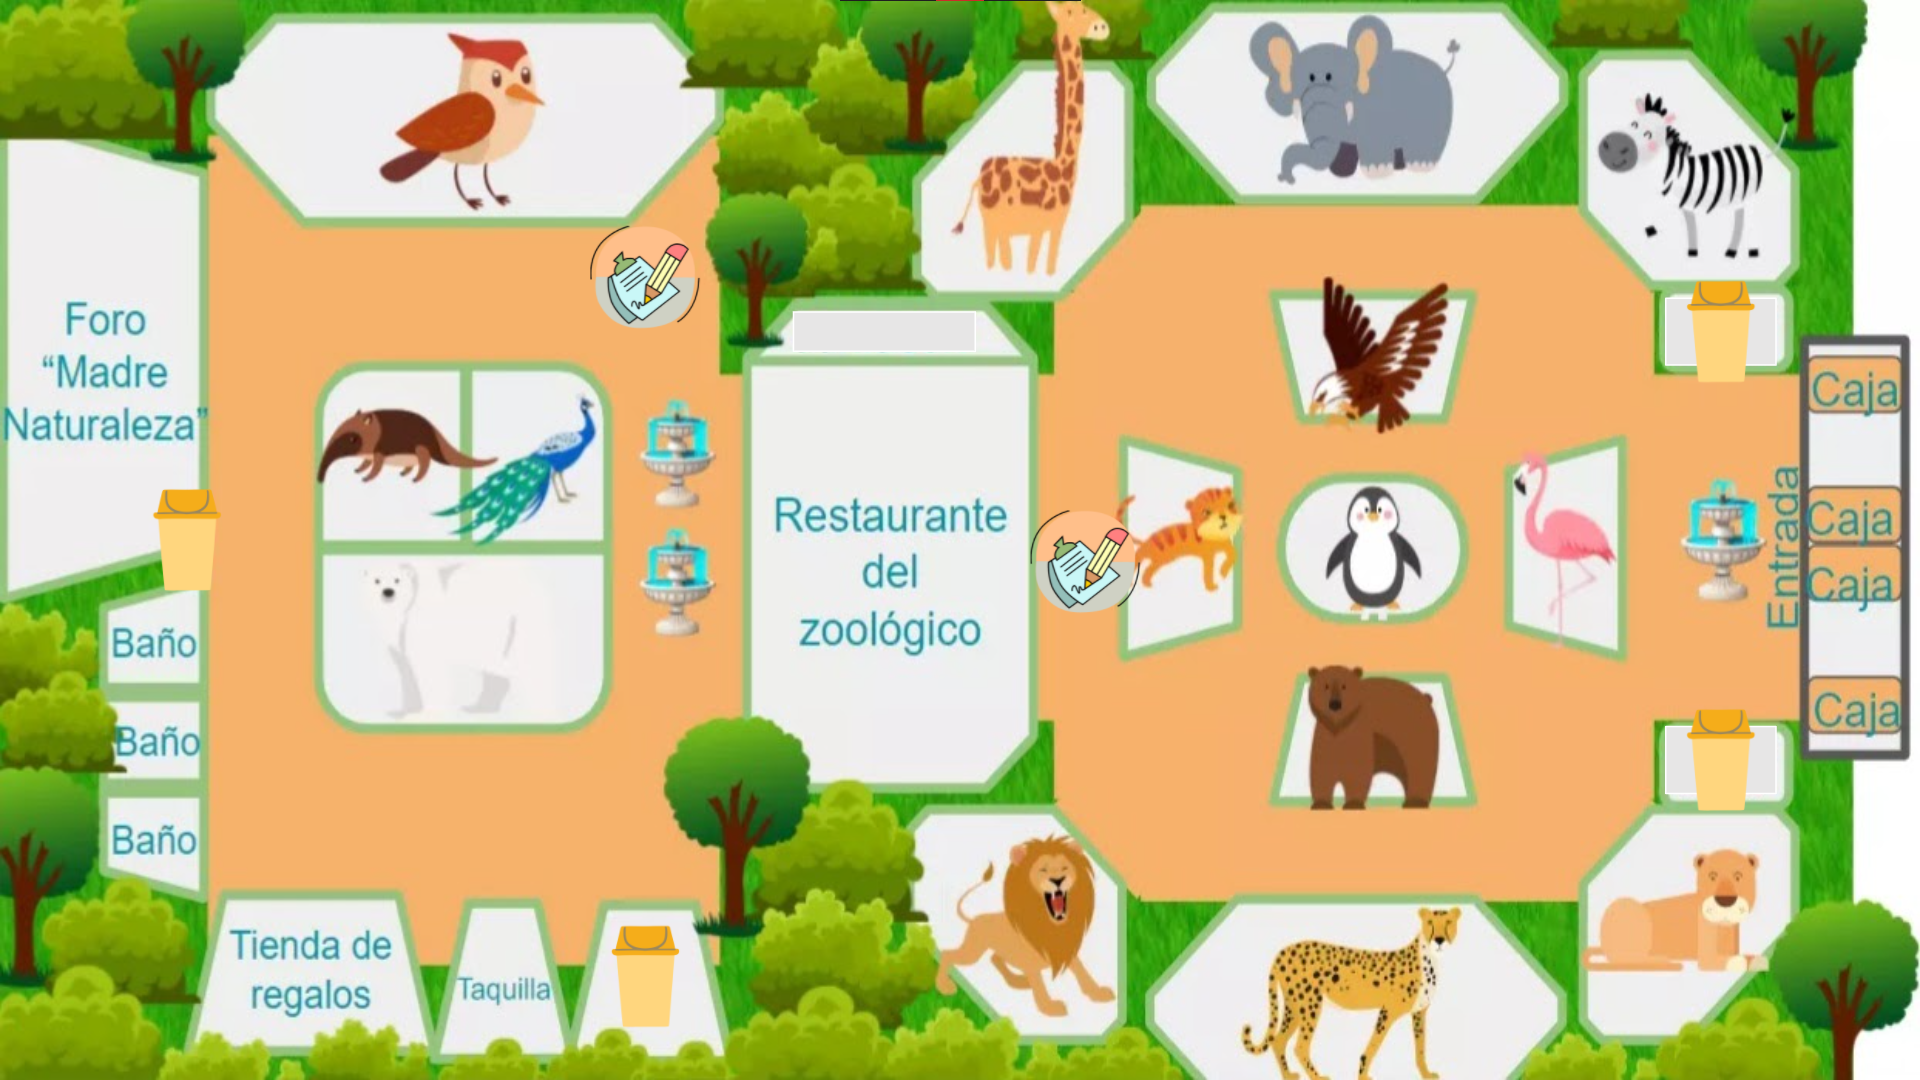 Foro
“Madre
Naturaleza”
Baño
Baño
Baño
Tienda de
regalos
Taquilla
Restaurante
del
zoológico
Entrada
Caja
Caja
Caja
Caja